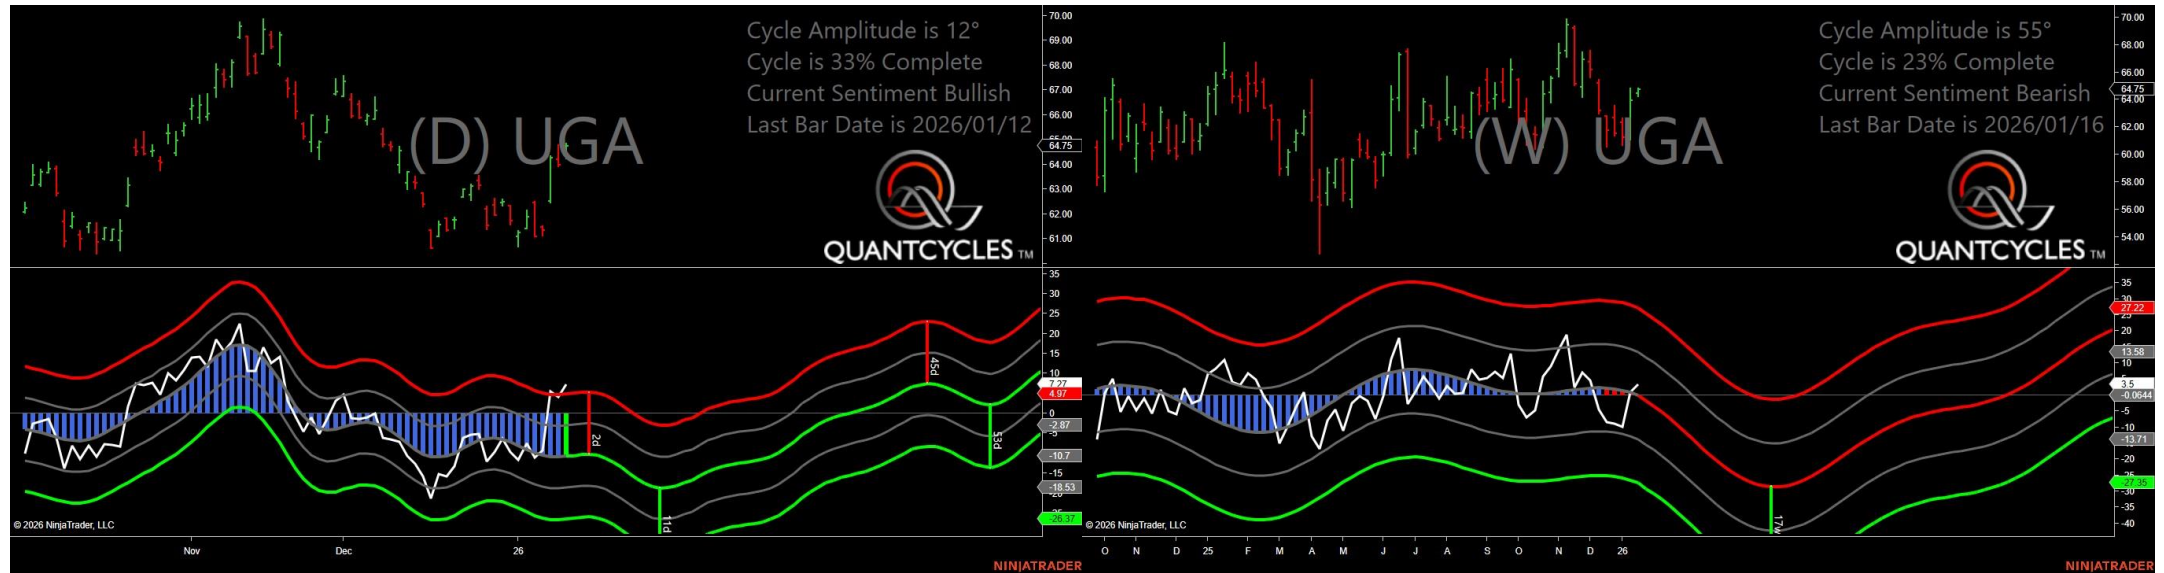 Cycle Amplitude is 12°
Cycle is 33% Complete
Current Sentiment Bullish
Last Bar Date is 2026/01/12
(D) UGA
QUANTCYCLES TM
70.00
69.00
68.00
67.00
66.00
64.75
64.00
63.00
62.00
61.00
35
30
25
20
15
10
7.27
4.97
0
-2.87
-5
-10.7
-15
-18.53
-26.37
2d
11d
45d
53d
© 2026 NinjaTrader, LLC
Nov Dec 26
NINJATRADER
Cycle Amplitude is 55°
Cycle is 23% Complete
Current Sentiment Bearish
Last Bar Date is 2026/01/16
(W) UGA
QUANTCYCLES TM
70.00
68.00
66.00
64.75
64.00
62.00
60.00
58.00
56.00
54.00
35
30
27.22
25
20
13.58
10
3.5
-0.0644
-5
-10
-13.71
-20
-27.35
-30
-35
-40
17w
© 2026 NinjaTrader, LLC
O N D 25 F M A M J J A S O N D 26
NINJATRADER